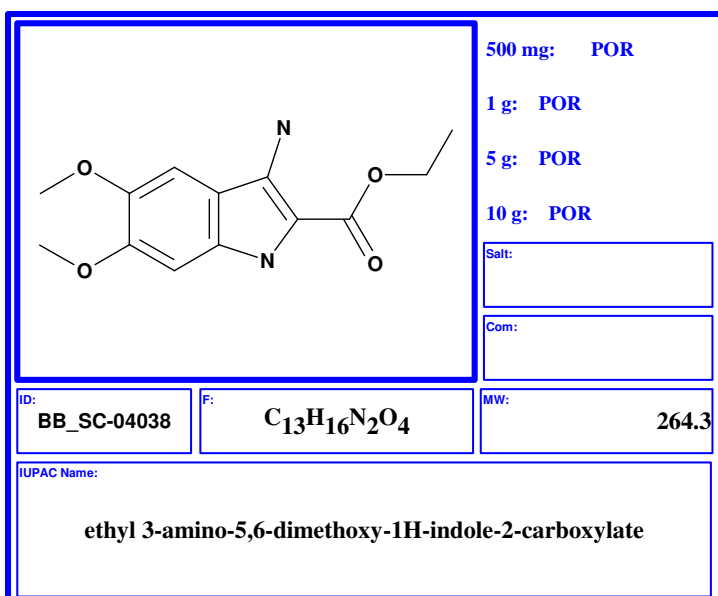 500 mg: POR
1 g: POR
5 g: POR
10 g: POR
N
O
O
O
N
O
Salt:
Com:
ID:
BB_SC-04038
F:
C13H16N2O4
MW:
264.3
IUPAC Name:
ethyl 3-amino-5,6-dimethoxy-1H-indole-2-carboxylate